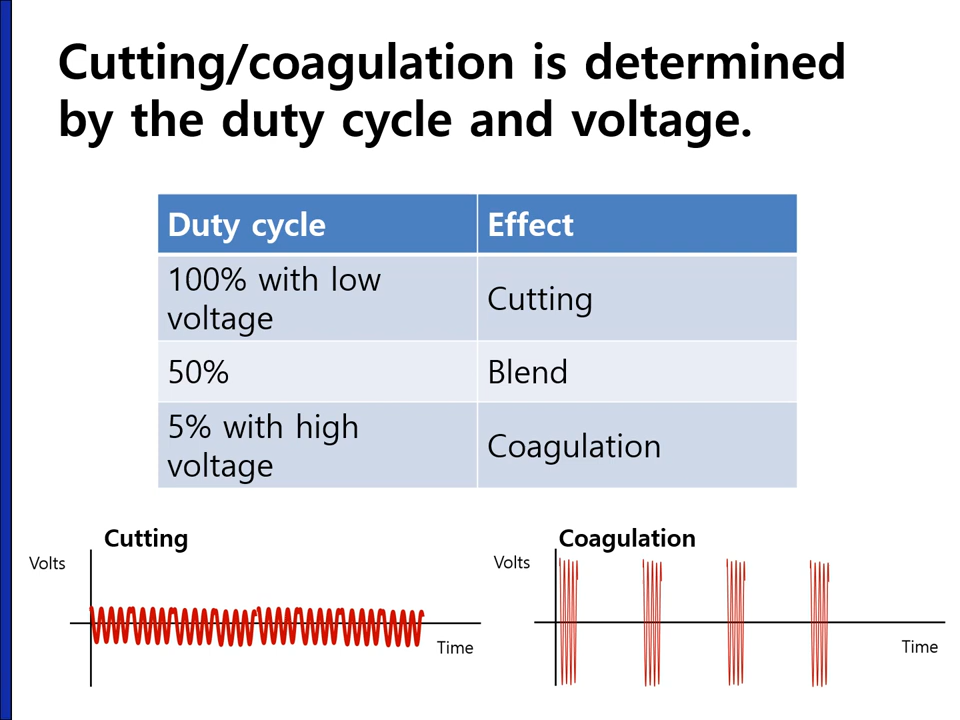 Cutting/coagulation is determined
by the duty cycle and voltage.
Duty cycle
Effect
100% with low
voltage
Cutting
50%
Blend
5% with high
voltage
Coagulation
Cutting
Volts
Time
Coagulation
Volts
Time